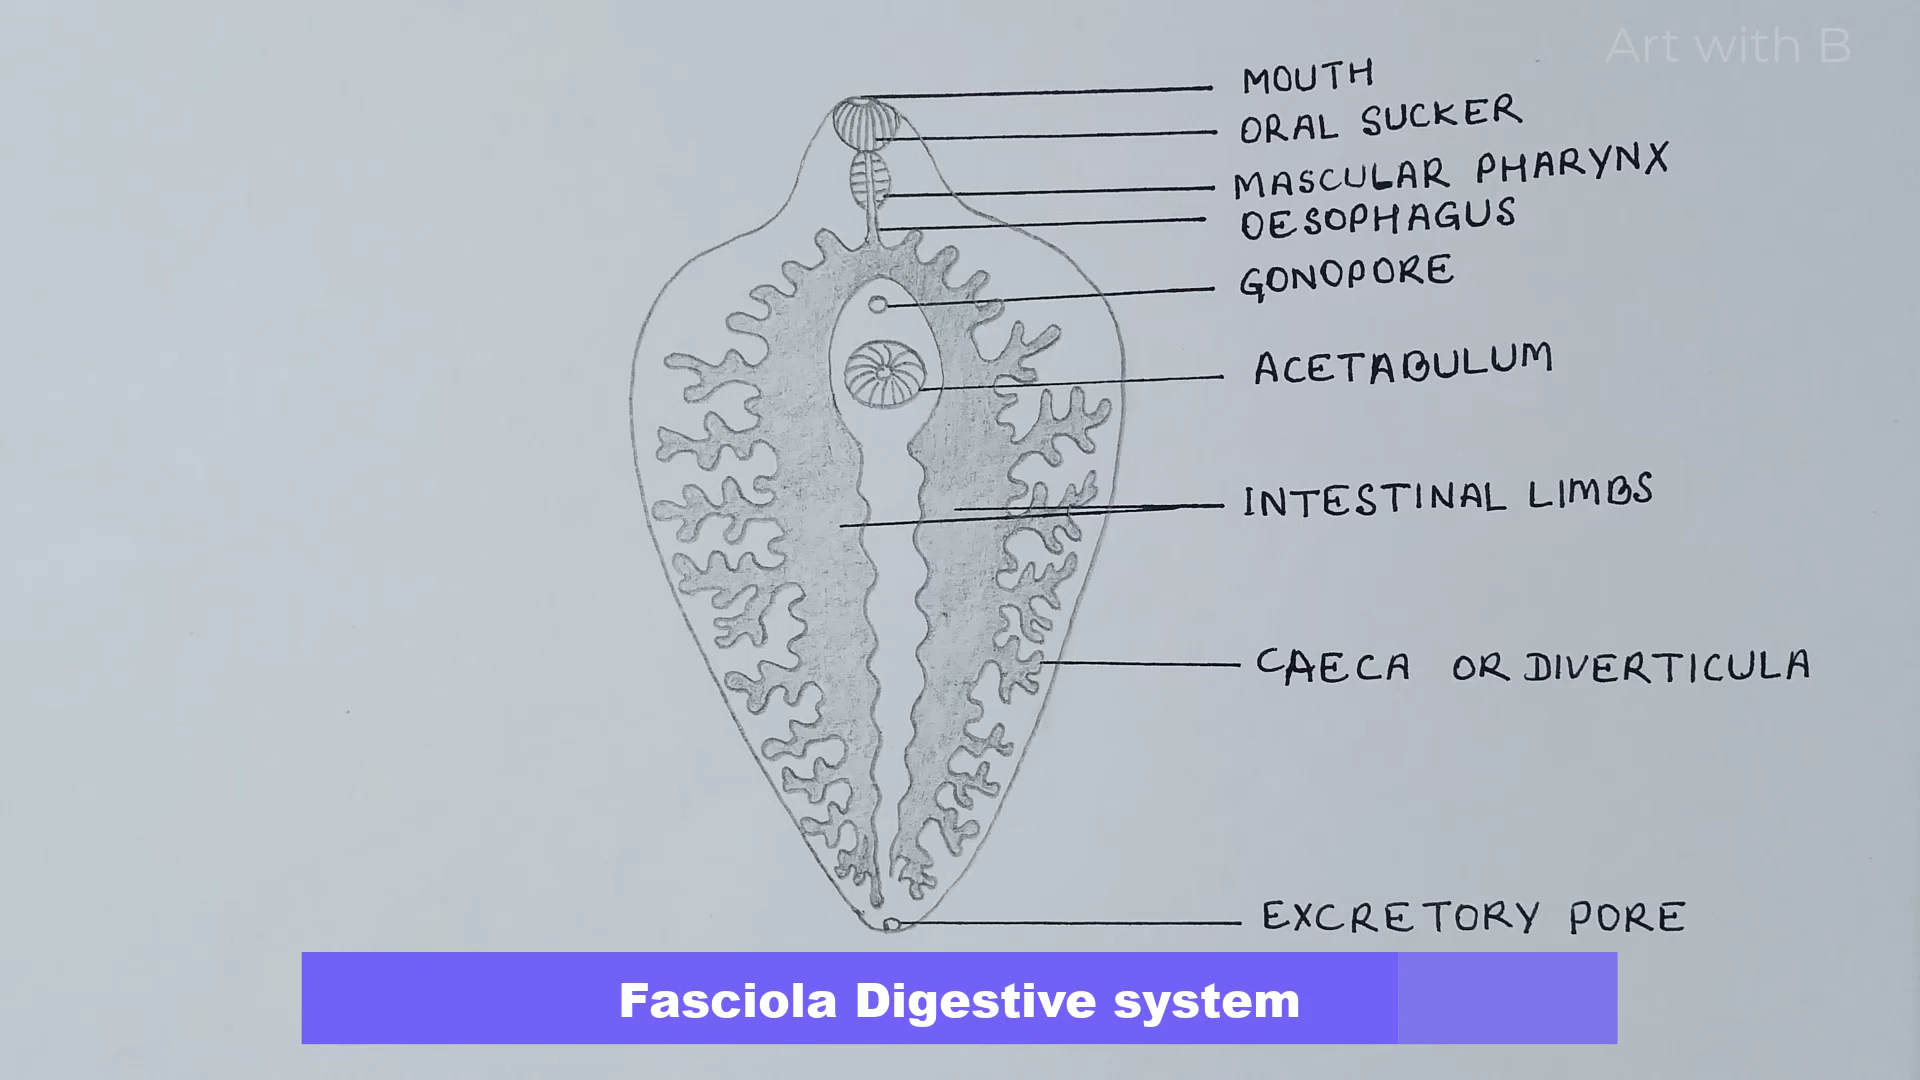 Art with B
MOUTH
ORAL SUCKER
MASCULAR PHARYNX
OESOPHAGUS
GONOPORE
ACETABULUM
INTESTINAL LIMBS
CAECA OR DIVERTICULA
EXCRETORY PORE
Fasciola Digestive system